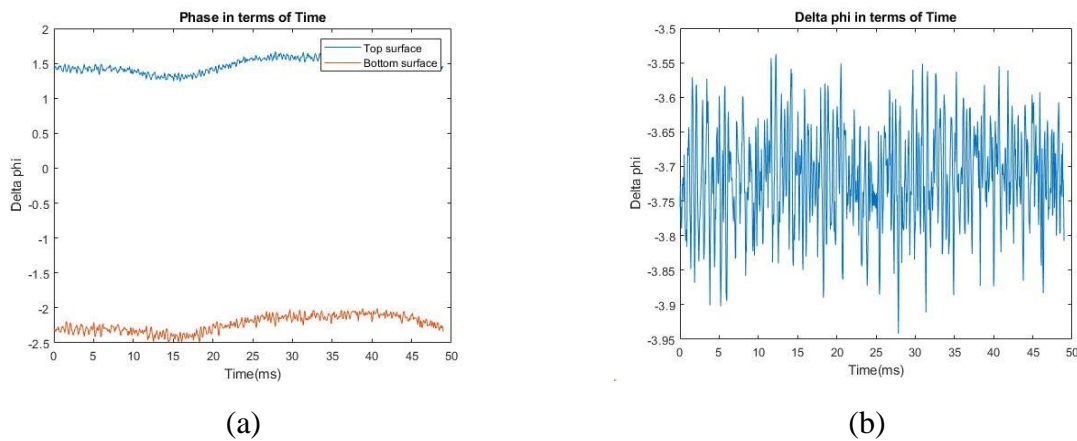 Phase in terms of Time
2
1.5
1
0.5
0
-0.5
-1
-1.5
-2
-2.5
Delta phi
Top surface
Bottom surface
0 5 10 15 20 25 30 35 40 45 50
Time(ms)
(a)
Delta phi in terms of Time
-3.5
-3.55
-3.6
-3.65
-3.7
-3.75
-3.8
-3.85
-3.9
-3.95
Delta phi
0 5 10 15 20 25 30 35 40 45 50
Time(ms)
(b)